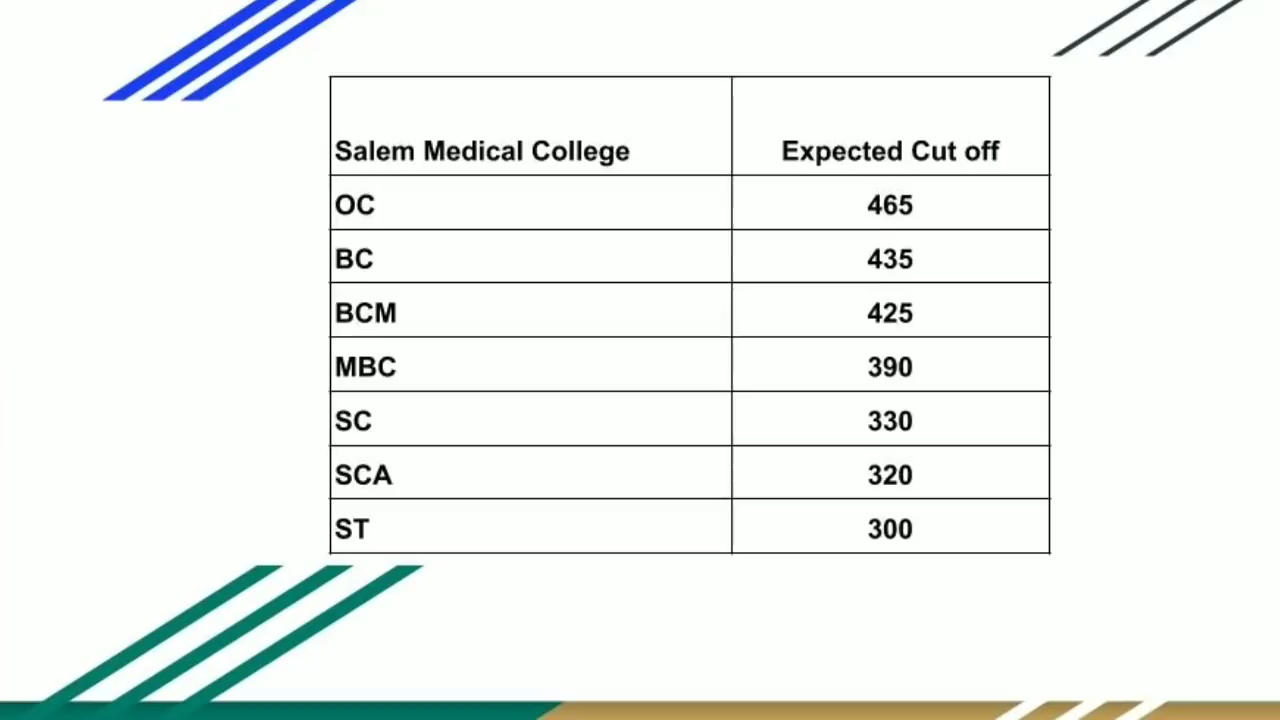 Salem Medical College Expected Cut off
OC 465
BC 435
BCM 425
MBC 390
SC 330
SCA 320
ST 300